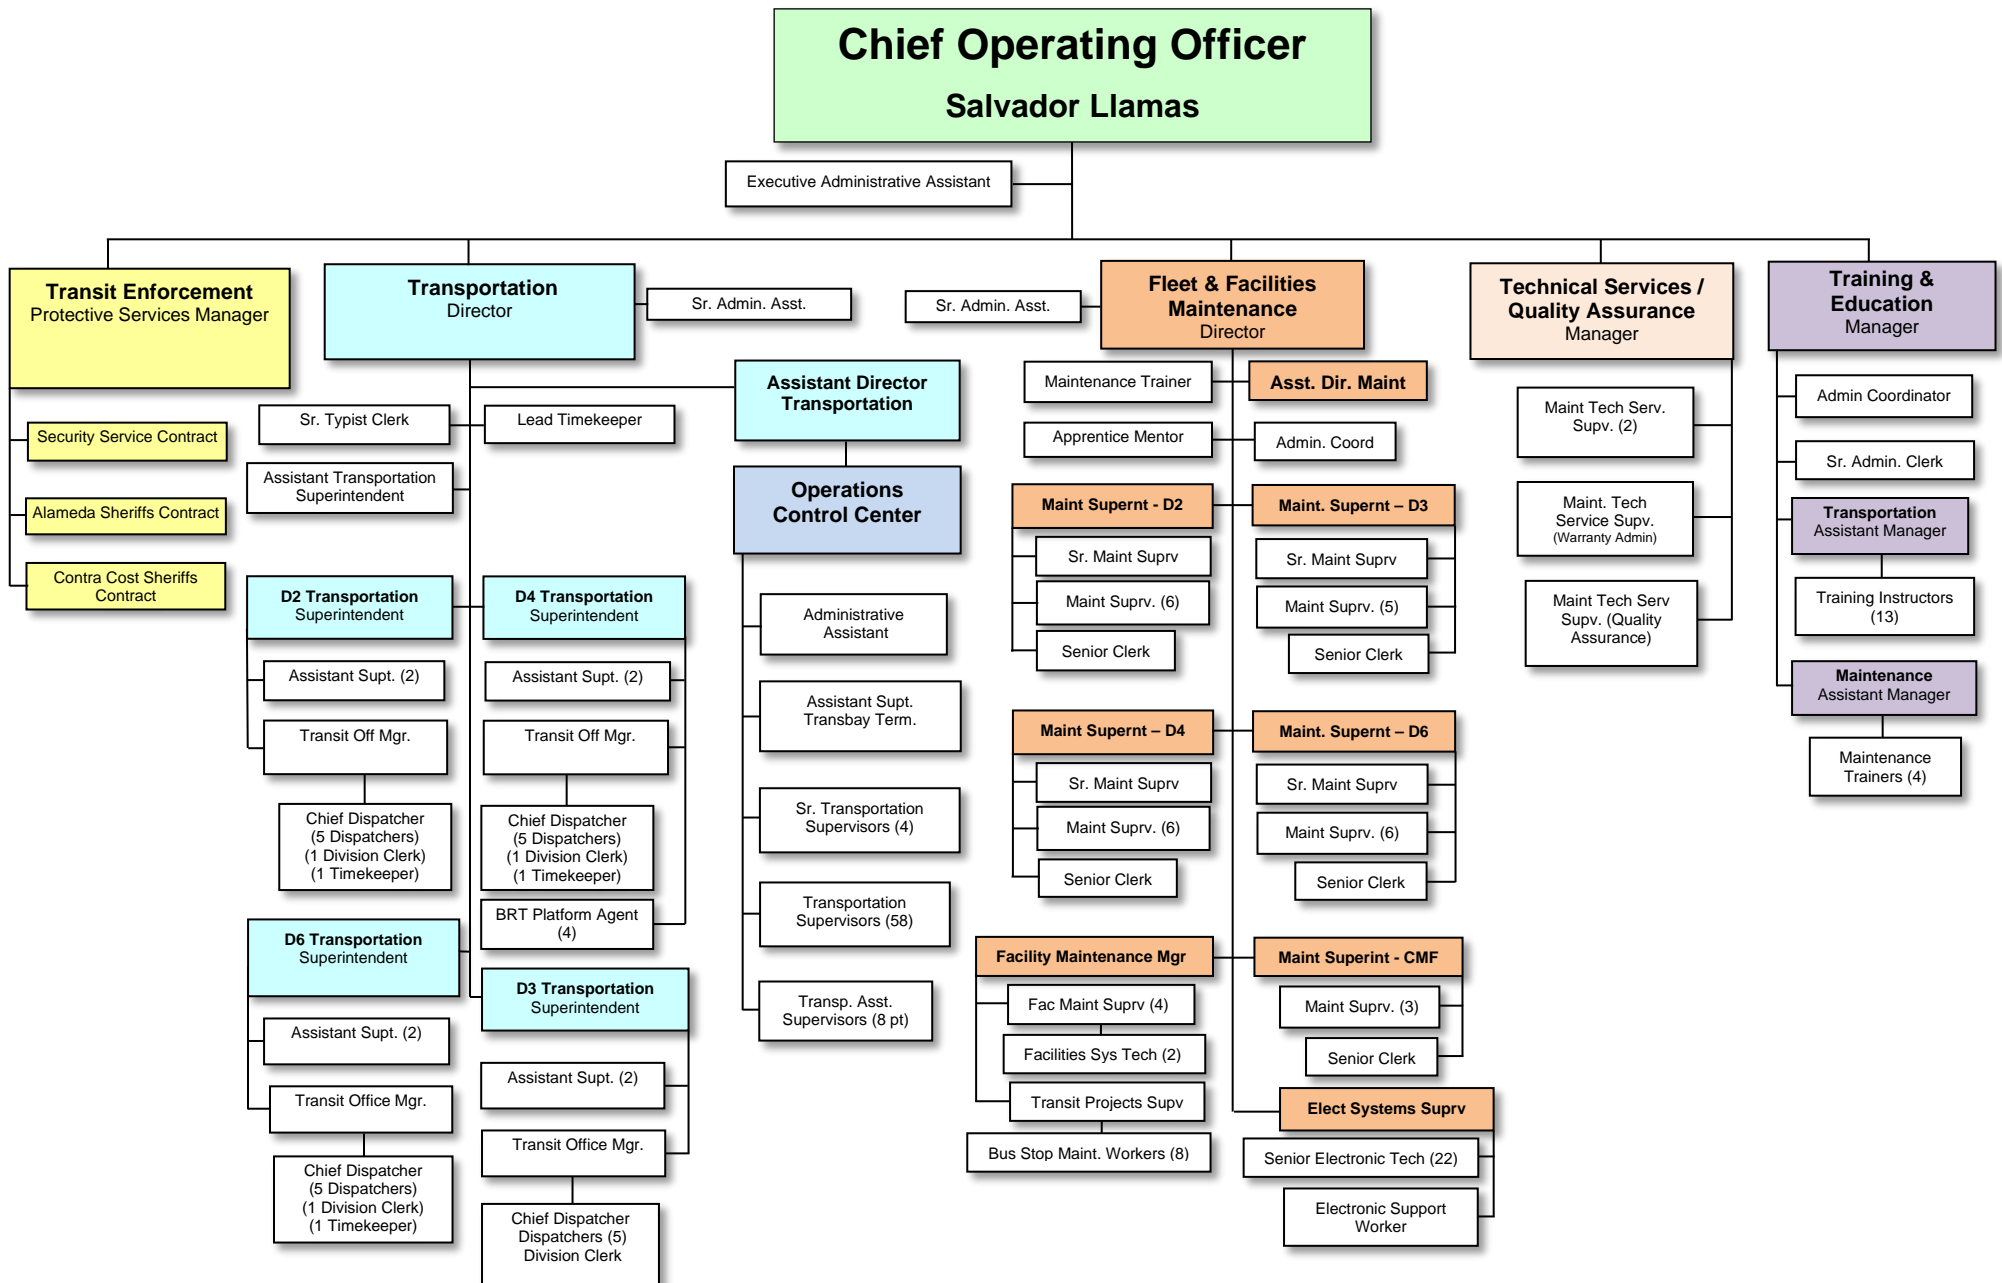 Chief Operating Officer
Salvador Llamas
Executive Administrative Assistant
Transit Enforcement
Protective Services Manager
Security Service Contract
Alameda Sheriffs Contract
Contra Cost Sheriffs
Contract
Transportation
Director
Sr. Admin. Asst.
Sr. Typist Clerk
Lead Timekeeper
Assistant Transportation
Superintendent
Assistant Director
Transportation
Operations
Control Center
Administrative
Assistant
Assistant Supt.
Transbay Term.
Sr. Transportation
Supervisors (4)
Transportation
Supervisors (58)
Transp. Asst.
Supervisors (8 pt)
D2 Transportation
Superintendent
Assistant Supt. (2)
Transit Off Mgr.
Chief Dispatcher
(5 Dispatchers)
(1 Division Clerk)
(1 Timekeeper)
D4 Transportation
Superintendent
Assistant Supt. (2)
Transit Off Mgr.
Chief Dispatcher
(5 Dispatchers)
(1 Division Clerk)
(1 Timekeeper)
BRT Platform Agent
(4)
D6 Transportation
Superintendent
Assistant Supt. (2)
Transit Office Mgr.
Chief Dispatcher
(5 Dispatchers)
(1 Division Clerk)
(1 Timekeeper)
D3 Transportation
Superintendent
Assistant Supt. (2)
Transit Office Mgr.
Chief Dispatcher
Dispatchers (5)
Division Clerk
Sr. Admin. Asst.
Fleet & Facilities
Maintenance
Director
Maintenance Trainer
Asst. Dir. Maint
Apprentice Mentor
Admin. Coord
Maint Supernt - D2
Sr. Maint Suprv
Maint Suprv. (6)
Senior Clerk
Maint. Supernt – D3
Sr. Maint Suprv
Maint Suprv. (5)
Senior Clerk
Maint Supernt – D4
Sr. Maint Suprv
Maint Suprv. (6)
Senior Clerk
Maint. Supernt – D6
Sr. Maint Suprv
Maint Suprv. (6)
Senior Clerk
Facility Maintenance Mgr
Fac Maint Suprv (4)
Facilities Sys Tech (2)
Transit Projects Supv
Bus Stop Maint. Workers (8)
Maint Superint - CMF
Maint Suprv. (3)
Senior Clerk
Elect Systems Suprv
Senior Electronic Tech (22)
Electronic Support
Worker
Technical Services /
Quality Assurance
Manager
Maint Tech Serv.
Supv. (2)
Maint. Tech
Service Supv.
(Warranty Admin)
Maint Tech Serv
Supv. (Quality
Assurance)
Training &
Education
Manager
Admin Coordinator
Sr. Admin. Clerk
Transportation
Assistant Manager
Training Instructors
(13)
Maintenance
Assistant Manager
Maintenance
Trainers (4)